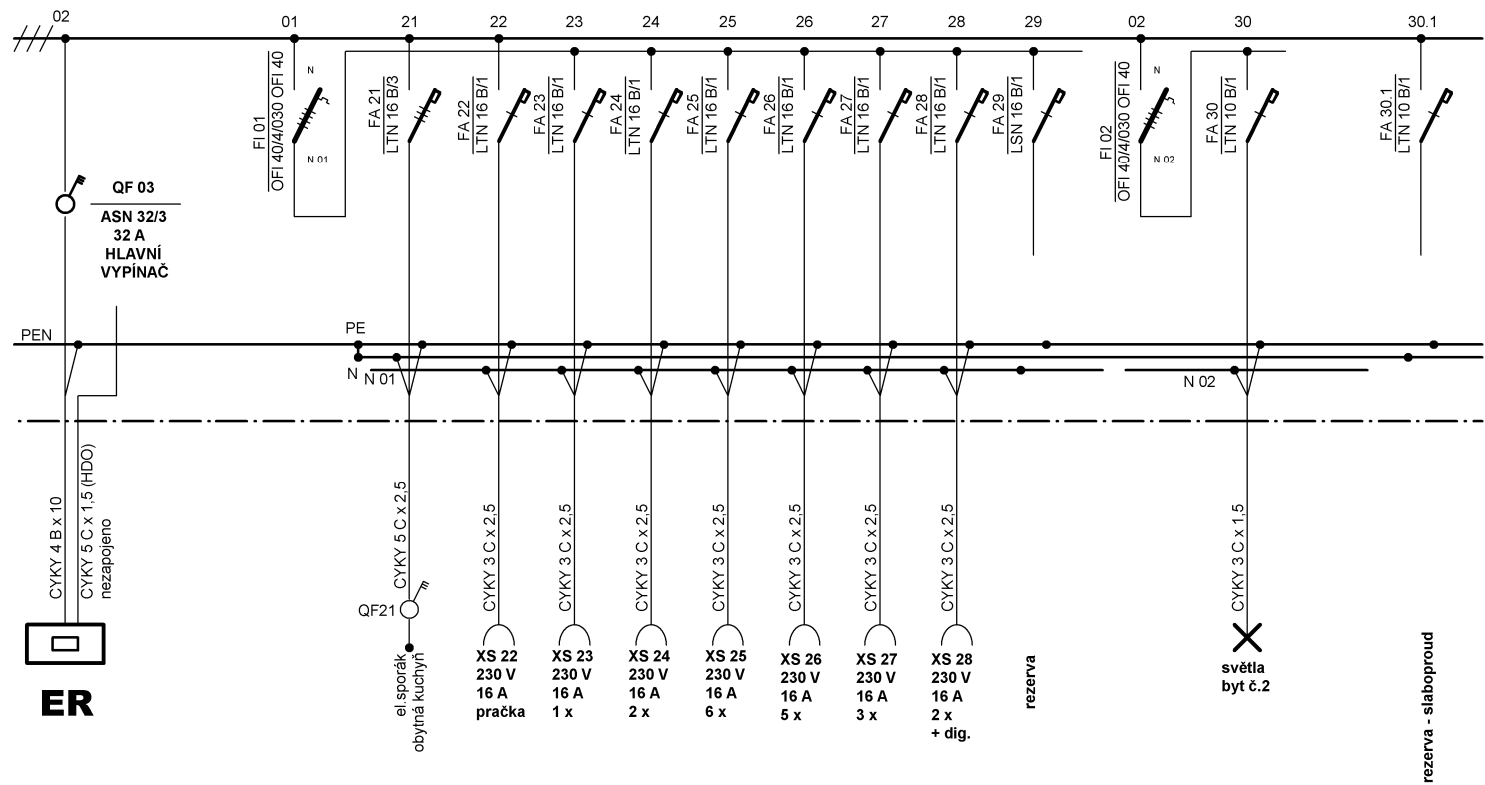 02
01
21
22
23
24
25
26
27
28
29
02
30
30.1
FI 01
OFI 40/4/030 OFI 40
N
N 01
FA 21
LTN 16 B/3
FA 22
LTN 16 B/1
FA 23
LTN 16 B/1
FA 24
LTN 16 B/1
FA 25
LTN 16 B/1
FA 26
LTN 16 B/1
FA 27
LTN 16 B/1
FA 28
LTN 16 B/1
FA 29
LSN 16 B/1
FI 02
OFI 40/4/030 OFI 40
N
N 02
FA 30
LTN 10 B/1
FA 30.1
LTN 10 B/1
QF 03
ASN 32/3
32 A
HLAVNÍ
VYPÍNAČ
PEN
PE
N
N 01
N 02
CYKY 4 B x 10
CYKY 5 C x 1,5 (HDO)
nezapojeno
CYKY 5 C x 2,5
CYKY 3 C x 2,5
CYKY 3 C x 2,5
CYKY 3 C x 2,5
CYKY 3 C x 2,5
CYKY 3 C x 2,5
CYKY 3 C x 2,5
CYKY 3 C x 2,5
CYKY 3 C x 1,5
QF21
ER
el.sporák
obytná kuchyň
XS 22
230 V
16 A
pračka
XS 23
230 V
16 A
1 x
XS 24
230 V
16 A
2 x
XS 25
230 V
16 A
6 x
XS 26
230 V
16 A
5 x
XS 27
230 V
16 A
3 x
XS 28
230 V
16 A
2 x
+ dig.
rezerva
světla
byt č.2
rezerva - slaboproud